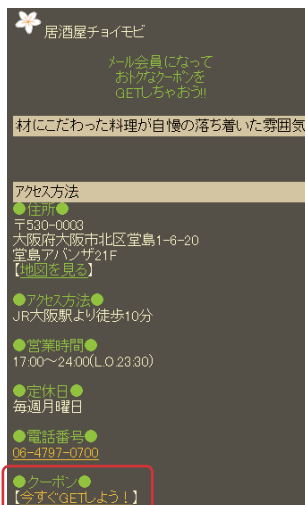 居酒屋チョイモビ
メール会員になって
おトクなクーポンを
GETしちゃおう!!
材にこだわった料理が自慢の落ち着いた雰囲気
アクセス方法
●住所●
〒530-0003
大阪府大阪市北区堂島1-6-20
堂島アバンザ21F
【地図を見る】
●アクセス方法●
JR大阪駅より徒歩10分
●営業時間●
17:00〜24:00(L.O.23:30)
●定休日●
毎週月曜日
●電話番号●
06-4797-0700
●クーポン●
【今すぐGETしよう!】